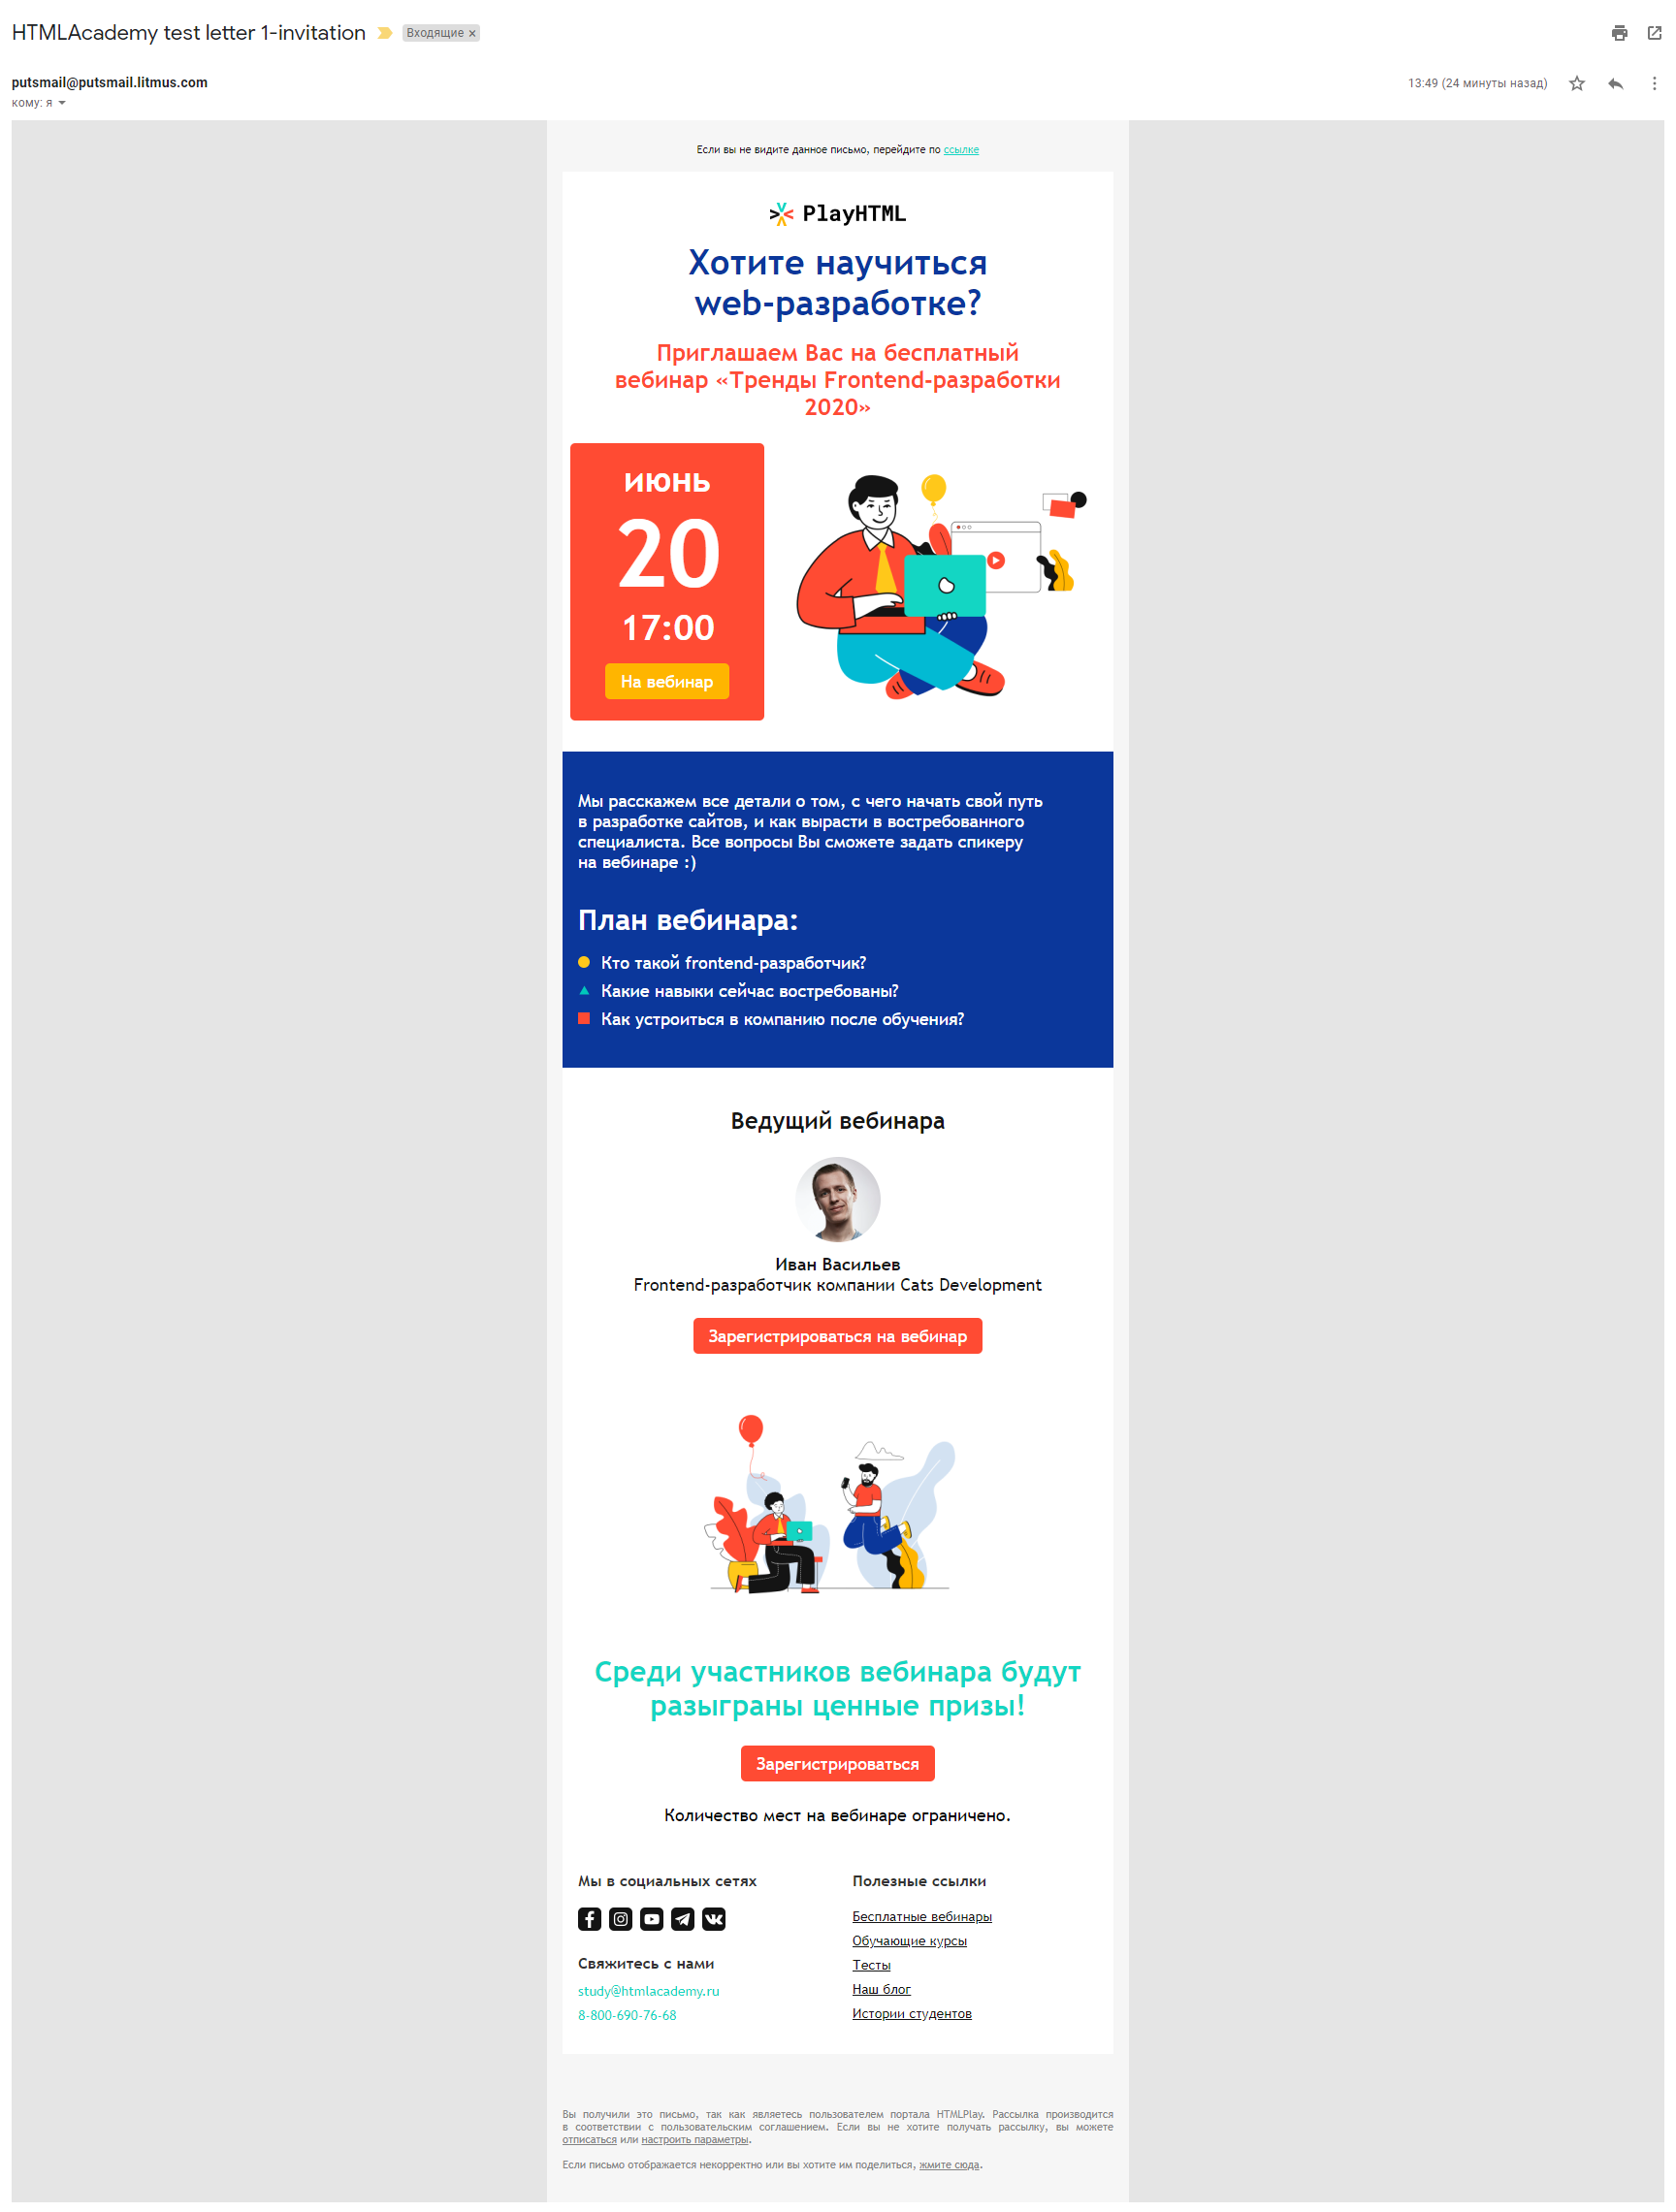 HTMLAcademy test letter 1-invitation Входящие ×
putsmail@putsmail.litmus.com 13:49 (24 минуты назад)
кому: я
Если вы не видите данное письмо, перейдите по ссылке
PlayHTML
Хотите научиться
web-разработке?
Приглашаем Вас на бесплатный
вебинар «Тренды Frontend-разработки
2020»
июнь
20
17:00
На вебинар
Мы расскажем все детали о том, с чего начать свой путь
в разработке сайтов, и как вырасти в востребованного
специалиста. Все вопросы Вы сможете задать спикеру
на вебинаре :)
План вебинара:
Кто такой frontend-разработчик?
Какие навыки сейчас востребованы?
Как устроиться в компанию после обучения?
Ведущий вебинара
Иван Васильев
Frontend-разработчик компании Cats Development
Зарегистрироваться на вебинар
Среди участников вебинара будут
разыграны ценные призы!
Зарегистрироваться
Количество мест на вебинаре ограничено.
Мы в социальных сетях
Свяжитесь с нами
study@htmlacademy.ru
8-800-690-76-68
Полезные ссылки
Бесплатные вебинары
Обучающие курсы
Тесты
Наш блог
Истории студентов
Вы получили это письмо, так как являетесь пользователем портала HTMLPlay. Рассылка производится
в соответствии с пользовательским соглашением. Если вы не хотите получать рассылку, вы можете
отписаться или настроить параметры.
Если письмо отображается некорректно или вы хотите им поделиться, жмите сюда.